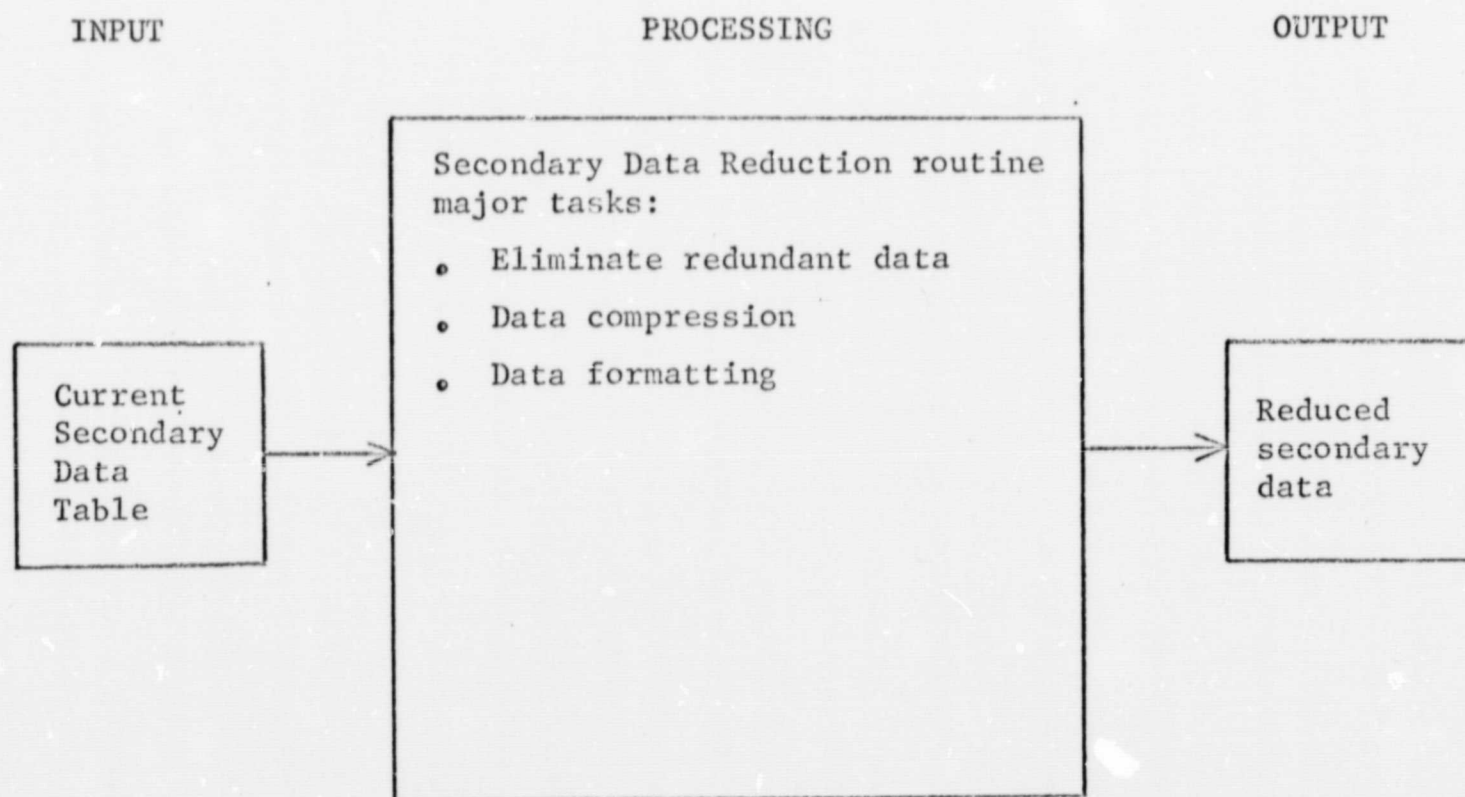 INPUT
PROCESSING
OUTPUT
Secondary Data Reduction routine
major tasks:
• Eliminate redundant data
• Data compression
• Data formatting
Current
Secondary
Data
Table
Reduced
secondary
data